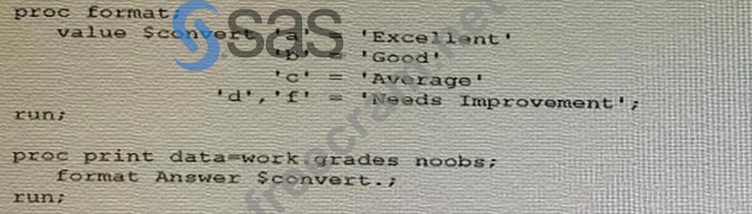 proc format;
value $convert 'a' = 'Excellent'
'b' = 'Good'
'c' = 'Average'
'd','f' = 'Needs Improvement';
run;
proc print data=work.grades noobs;
format Answer $convert.;
run;
sas